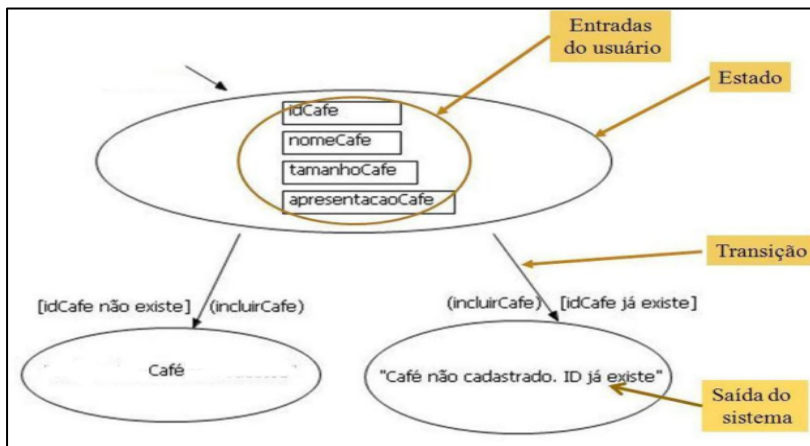 Entradas
do usuário
Estado
idCafe
nomeCafe
tamanhoCafe
apresentacaoCafe
Transição
[idCafe não existe] (incluirCafe)
(incluirCafe) [idCafe já existe]
Café
"Café não cadastrado. ID já existe"
Saída do
sistema